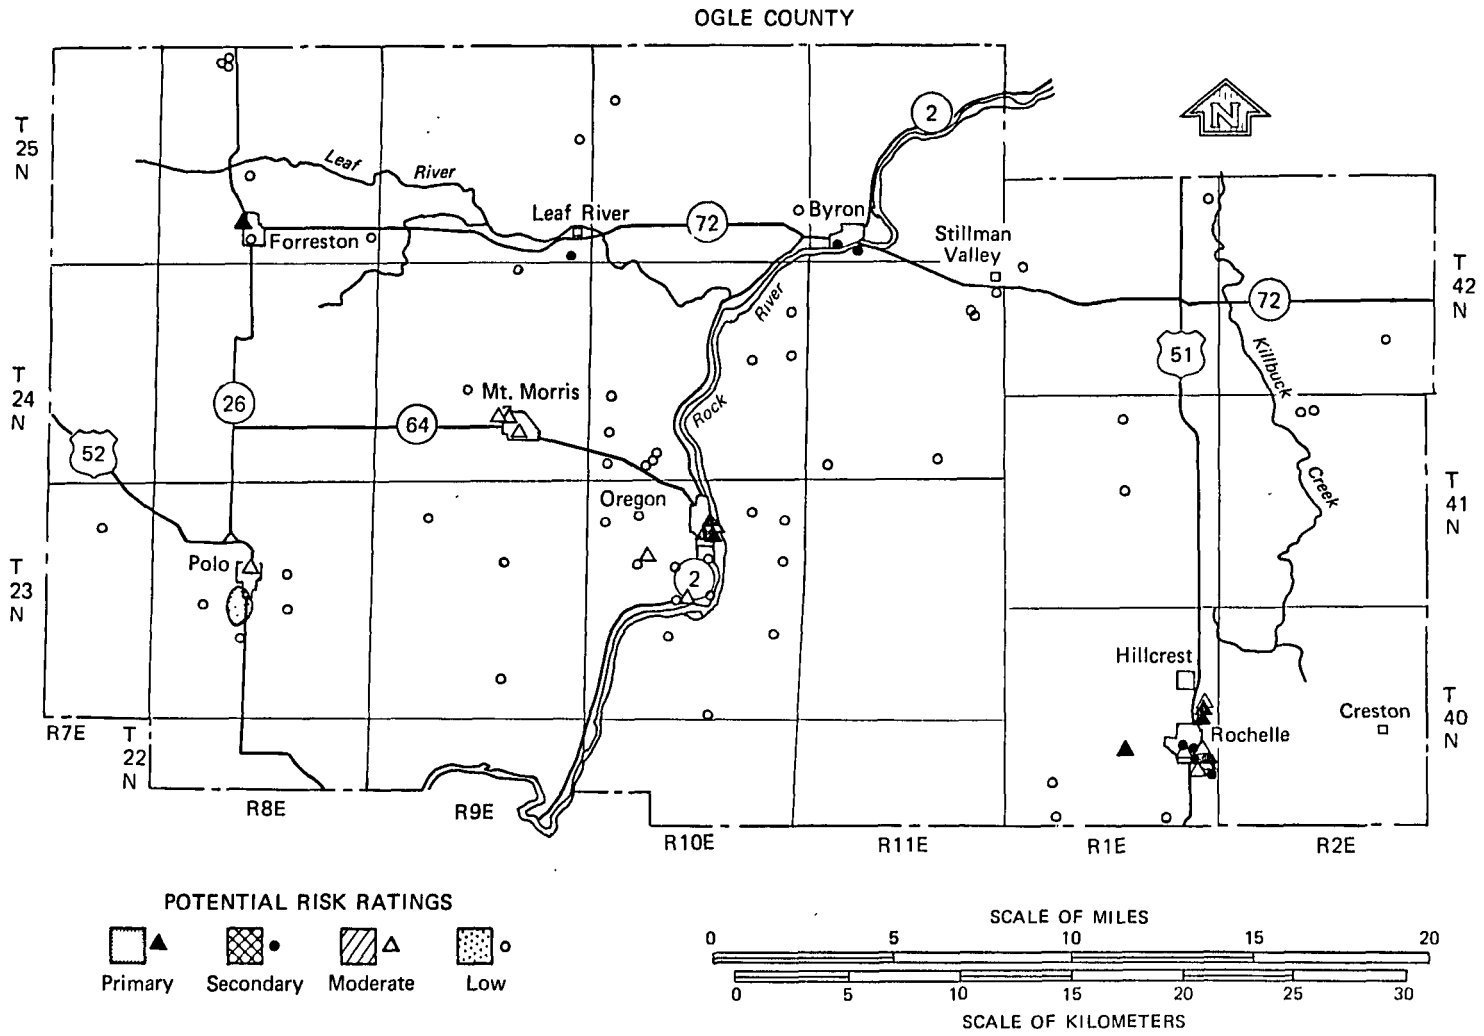 OGLE COUNTY
T
25
N
2
N
Leaf
River
Leaf River
72
Byron
Stillman
Valley
Forreston
T
42
N
72
River
51
Killbuck
T
24
N
26
Mt. Morris
64
Rock
52
Creek
T
41
N
Oregon
Polo
T
23
N
2
Hillcrest
Creston
T
40
N
Rochelle
R7E
T
22
N
R8E
R9E
R10E
R11E
R1E
R2E
POTENTIAL RISK RATINGS
Primary
Secondary
Moderate
Low
SCALE OF MILES
0 5 10 15 20
0 5 10 15 20 25 30
SCALE OF KILOMETERS